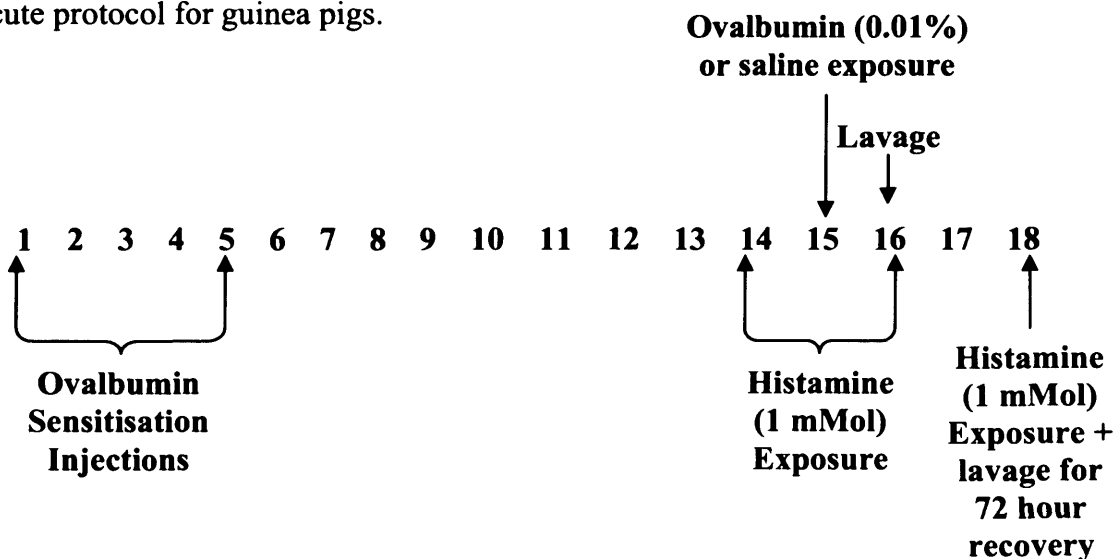 cute protocol for guinea pigs.
Ovalbumin (0.01%)
or saline exposure
Lavage
1 2 3 4 5 6 7 8 9 10 11 12 13 14 15 16 17 18
Ovalbumin
Sensitisation
Injections
Histamine
(1 mMol)
Exposure
Histamine
(1 mMol)
Exposure +
lavage for
72 hour
recovery